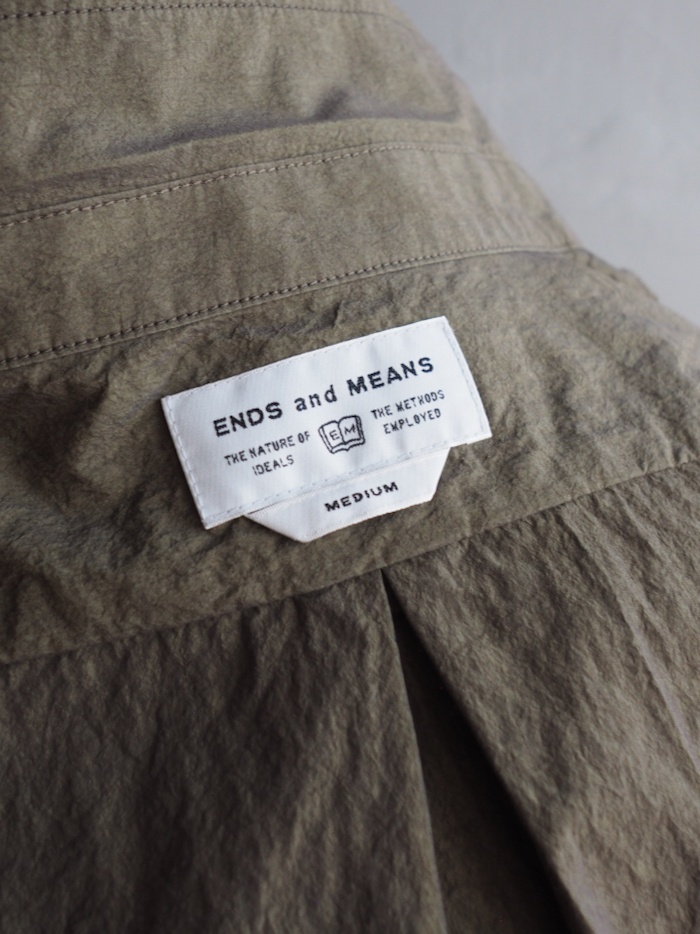 ENDS and MEANS
THE NATURE OF
IDEALS
EM
THE METHODS
EMPLOYED
MEDIUM